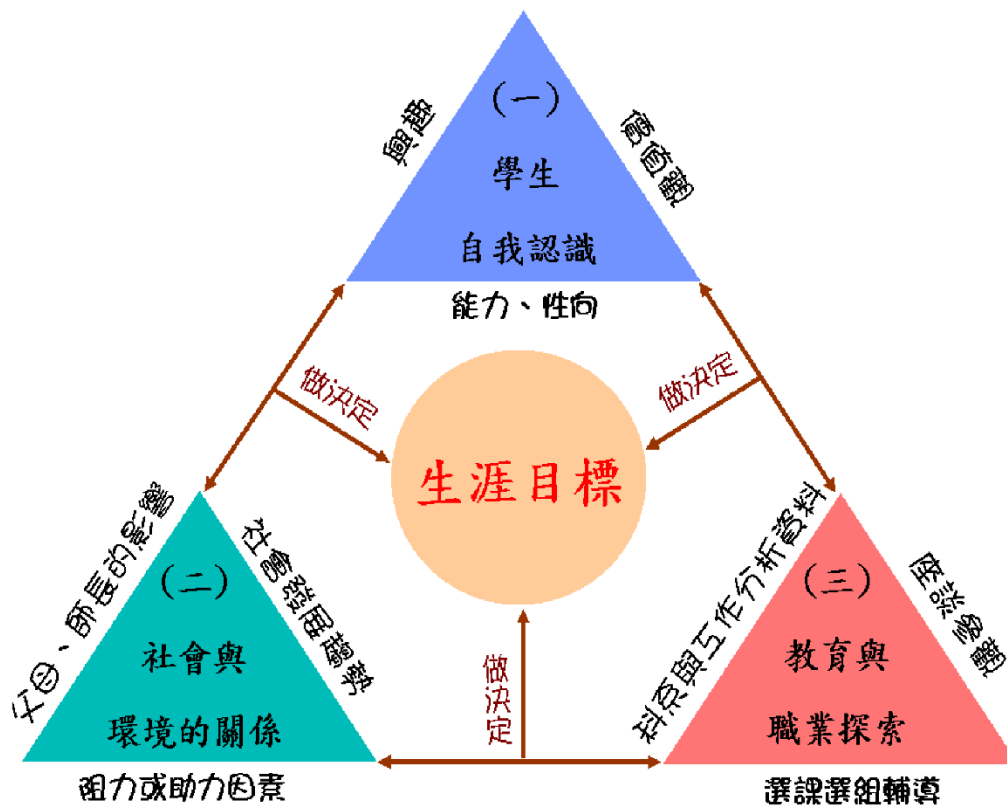 (一)
學生
自我認識
興趣
價值觀
能力、性向
做決定
做決定
生涯目標
(二)
社會與
環境的關係
父母、師長的影響
社會發展趨勢
阻力或助力因素
做決定
(三)
教育與
職業探索
科系與工作分析資料
座談參觀
選課選組輔導